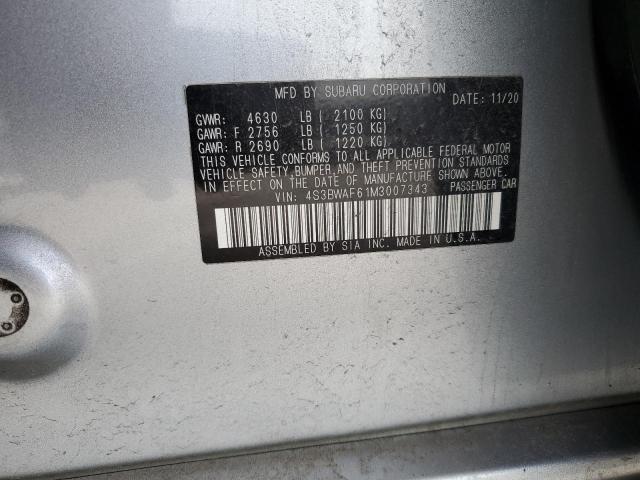 MFD BY SUBARU CORPORATION
DATE: 11/20
GVWR: 4630 LB ( 2100 KG)
GAWR: F 2756 LB ( 1250 KG)
GAWR: R 2690 LB ( 1220 KG)
THIS VEHICLE CONFORMS TO ALL APPLICABLE FEDERAL MOTOR
VEHICLE SAFETY, BUMPER, AND THEFT PREVENTION STANDARDS
IN EFFECT ON THE DATE OF MANUFACTURE SHOWN ABOVE.
VIN: 4S3BWAF61M3007343 PASSENGER CAR
ASSEMBLED BY SIA INC. MADE IN U.S.A.